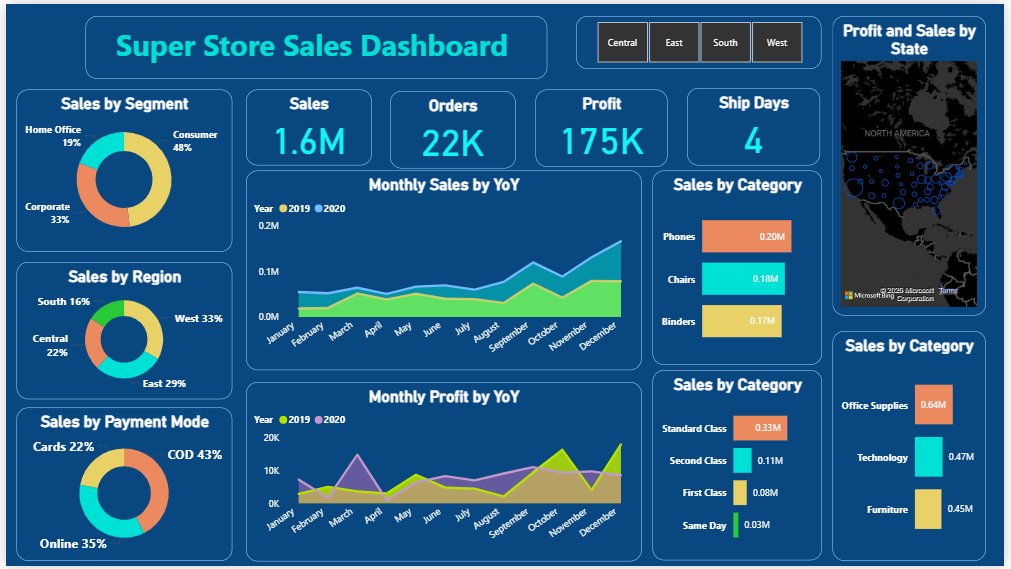 Super Store Sales Dashboard
Central
East
South
West
Profit and Sales by
State
NORTH AMERICA
Microsoft Bing
© 2025 Microsoft
Corporation
Terms
Sales by Segment
Home Office
19%
Consumer
48%
Corporate
33%
Sales
1.6M
Orders
22K
Profit
175K
Ship Days
4
Sales by Region
South 16%
West 33%
Central
22%
East 29%
Sales by Payment Mode
Cards 22%
COD 43%
Online 35%
Monthly Sales by YoY
Year 2019 2020
0.2M
0.1M
0.0M
January
February
March
April
May
June
July
August
September
October
November
December
Monthly Profit by YoY
Year 2019 2020
20K
10K
0K
January
February
March
April
May
June
July
August
September
October
November
December
Sales by Category
Phones 0.20M
Chairs 0.18M
Binders 0.17M
Sales by Category
Standard Class 0.33M
Second Class 0.11M
First Class 0.08M
Same Day 0.03M
Sales by Category
Office Supplies 0.64M
Technology 0.47M
Furniture 0.45M